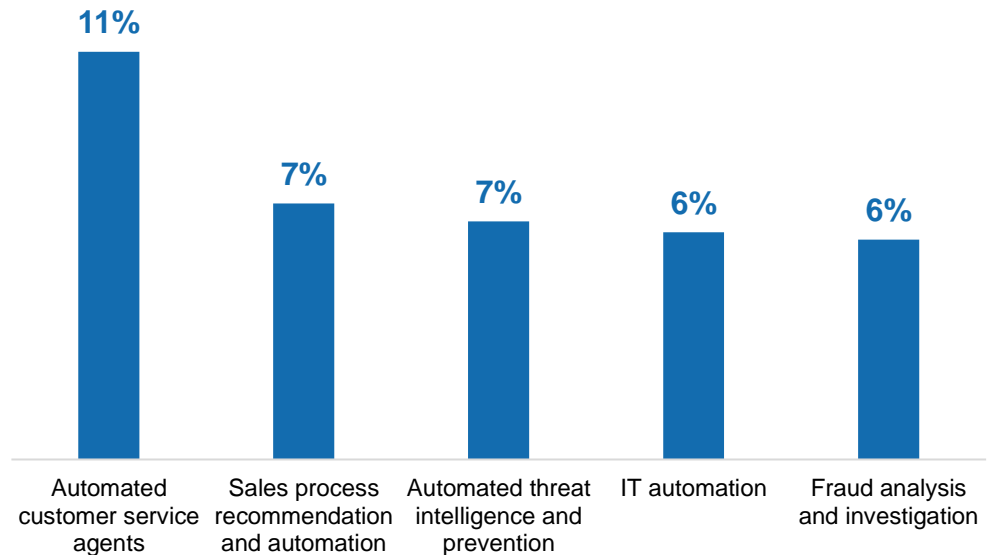 11%
7%
7%
6%
6%
Automated
customer service
agents
Sales process
recommendation
and automation
Automated threat
intelligence and
prevention
IT automation
Fraud analysis
and investigation